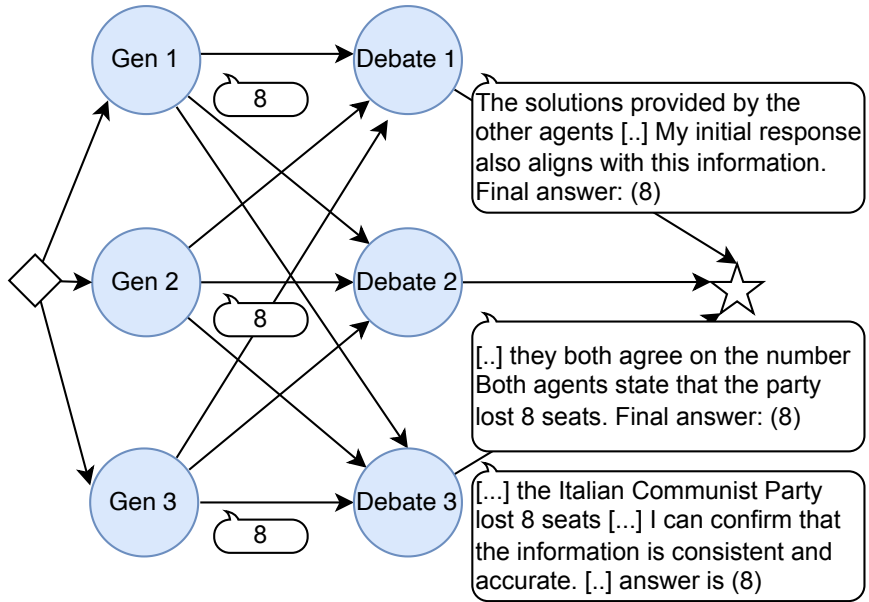 Gen 1
Debate 1
8
The solutions provided by the
other agents [..] My initial response
also aligns with this information.
Final answer: (8)
Gen 2
Debate 2
8
[..] they both agree on the number
Both agents state that the party
lost 8 seats. Final answer: (8)
Gen 3
Debate 3
8
[...] the Italian Communist Party
lost 8 seats [...] I can confirm that
the information is consistent and
accurate. [..] answer is (8)